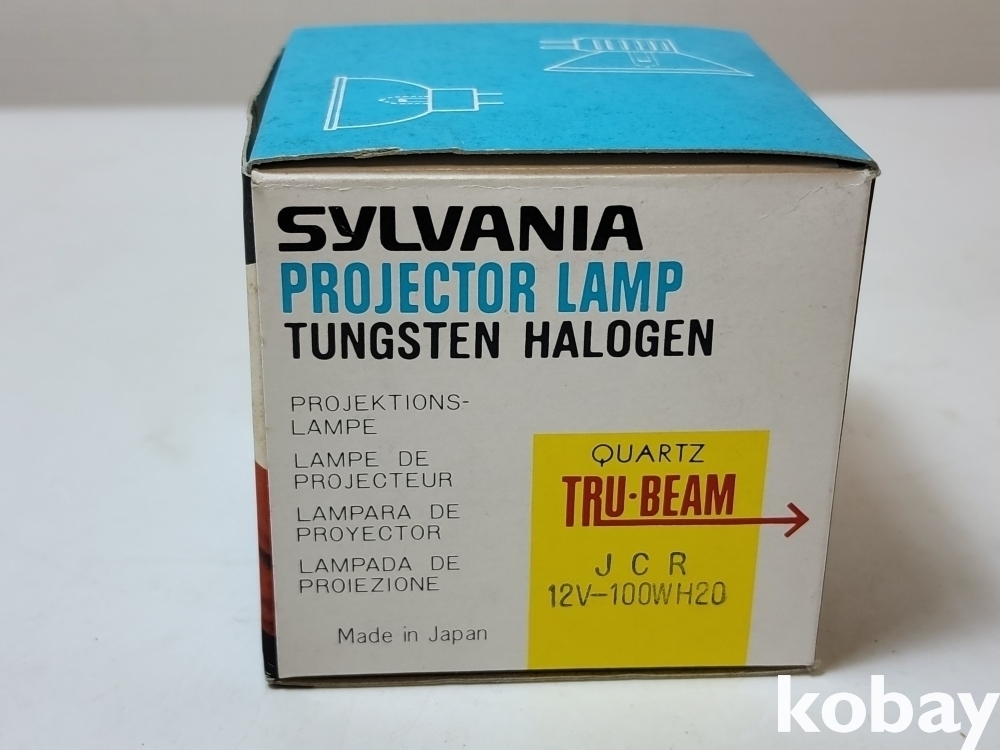 SYLVANIA
PROJECTOR LAMP
TUNGSTEN HALOGEN
PROJEKTIONS-
LAMPE
LAMPE DE
PROJECTEUR
LAMPARA DE
PROYECTOR
LAMPADA DE
PROIEZIONE
Made in Japan
QUARTZ
TRU·BEAM
J C R
12V-100WH20
kobay